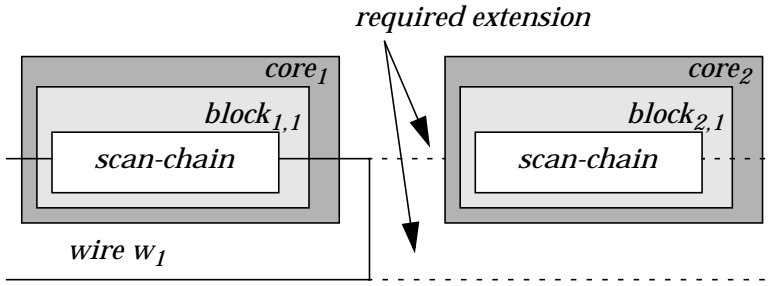 required extension
core1
core2
block1,1
block2,1
scan-chain
scan-chain
wire w1